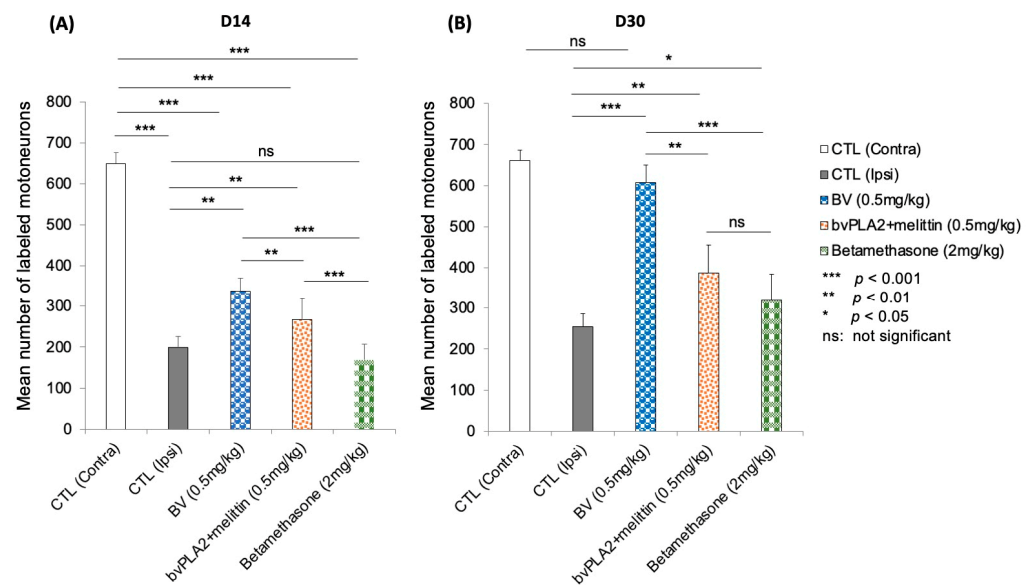 (A)
D14
***
***
***
***
ns
**
**
***
**
***
Mean number of labeled motoneurons
800
700
600
500
400
300
200
100
0
CTL (Contra)
CTL (Ipsi)
BV (0.5mg/kg)
bvPLA2+melittin (0.5mg/kg)
Betamethasone (2mg/kg)
(B)
D30
ns
*
**
***
***
**
ns
Mean number of labeled motoneurons
800
700
600
500
400
300
200
100
0
CTL (Contra)
CTL (Ipsi)
BV (0.5mg/kg)
bvPLA2+melittin (0.5mg/kg)
Betamethasone (2mg/kg)
CTL (Contra)
CTL (Ipsi)
BV (0.5mg/kg)
bvPLA2+melittin (0.5mg/kg)
Betamethasone (2mg/kg)
*** p < 0.001
** p < 0.01
* p < 0.05
ns: not significant